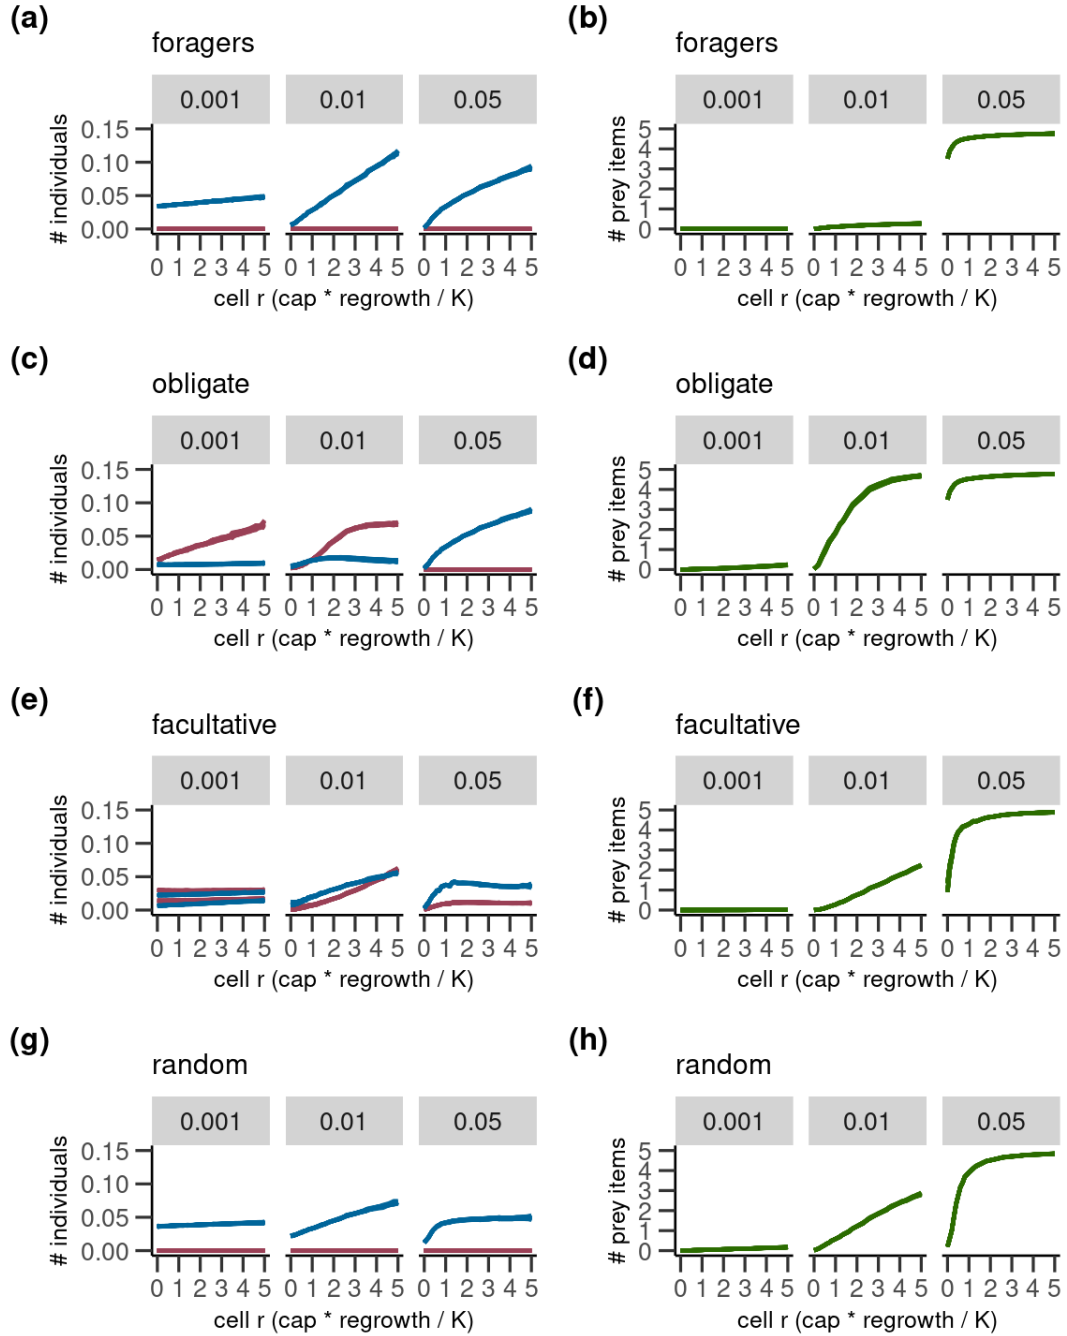 (a)
foragers
0.001 0.01 0.05
# individuals
0.15
0.10
0.05
0.00
0 1 2 3 4 5 0 1 2 3 4 5 0 1 2 3 4 5
cell r (cap * regrowth / K)
(b)
foragers
0.001 0.01 0.05
# prey items
5
4
3
2
1
0
0 1 2 3 4 5 0 1 2 3 4 5 0 1 2 3 4 5
cell r (cap * regrowth / K)
(c)
obligate
0.001 0.01 0.05
# individuals
0.15
0.10
0.05
0.00
0 1 2 3 4 5 0 1 2 3 4 5 0 1 2 3 4 5
cell r (cap * regrowth / K)
(d)
obligate
0.001 0.01 0.05
# prey items
5
4
3
2
1
0
0 1 2 3 4 5 0 1 2 3 4 5 0 1 2 3 4 5
cell r (cap * regrowth / K)
(e)
facultative
0.001 0.01 0.05
# individuals
0.15
0.10
0.05
0.00
0 1 2 3 4 5 0 1 2 3 4 5 0 1 2 3 4 5
cell r (cap * regrowth / K)
(f)
facultative
0.001 0.01 0.05
# prey items
5
4
3
2
1
0
0 1 2 3 4 5 0 1 2 3 4 5 0 1 2 3 4 5
cell r (cap * regrowth / K)
(g)
random
0.001 0.01 0.05
# individuals
0.15
0.10
0.05
0.00
0 1 2 3 4 5 0 1 2 3 4 5 0 1 2 3 4 5
cell r (cap * regrowth / K)
(h)
random
0.001 0.01 0.05
# prey items
5
4
3
2
1
0
0 1 2 3 4 5 0 1 2 3 4 5 0 1 2 3 4 5
cell r (cap * regrowth / K)